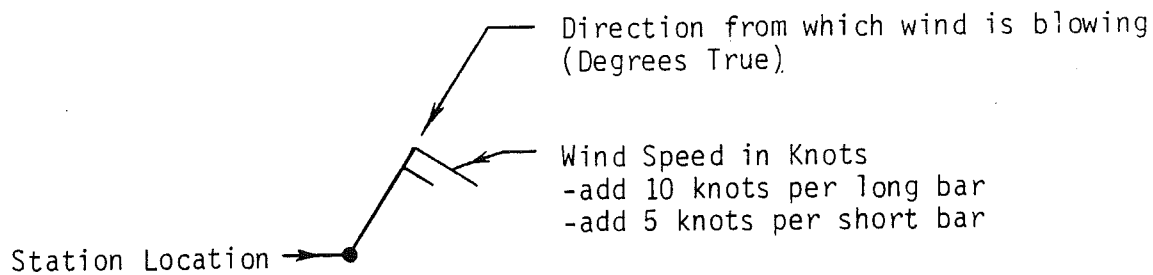 Direction from which wind is blowing
(Degrees True).
Wind Speed in Knots
-add 10 knots per long bar
-add 5 knots per short bar
Station Location